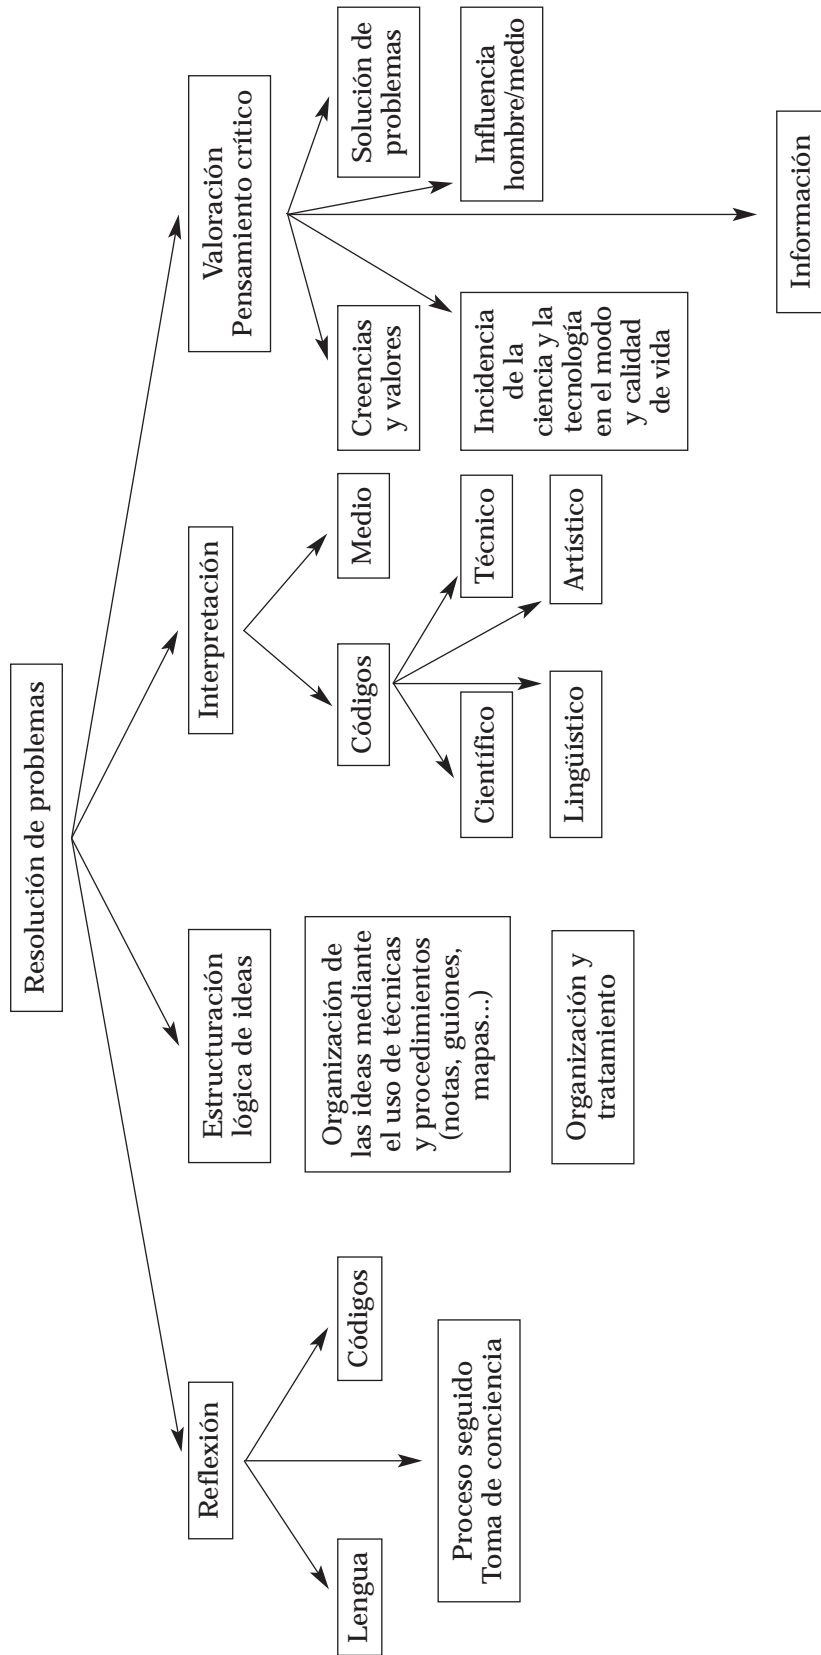 Resolución de problemas
Reflexión
Estructuración
lógica de ideas
Interpretación
Valoración
Pensamiento crítico
Lengua
Códigos
Proceso seguido
Toma de conciencia
Organización de
las ideas mediante
el uso de técnicas
y procedimientos
(notas, guiones,
mapas...)
Organización y
tratamiento
Códigos
Medio
Científico
Técnico
Lingüístico
Artístico
Creencias
y valores
Solución de
problemas
Incidencia
de la
ciencia y la
tecnología
en el modo
y calidad
de vida
Influencia
hombre/medio
Información